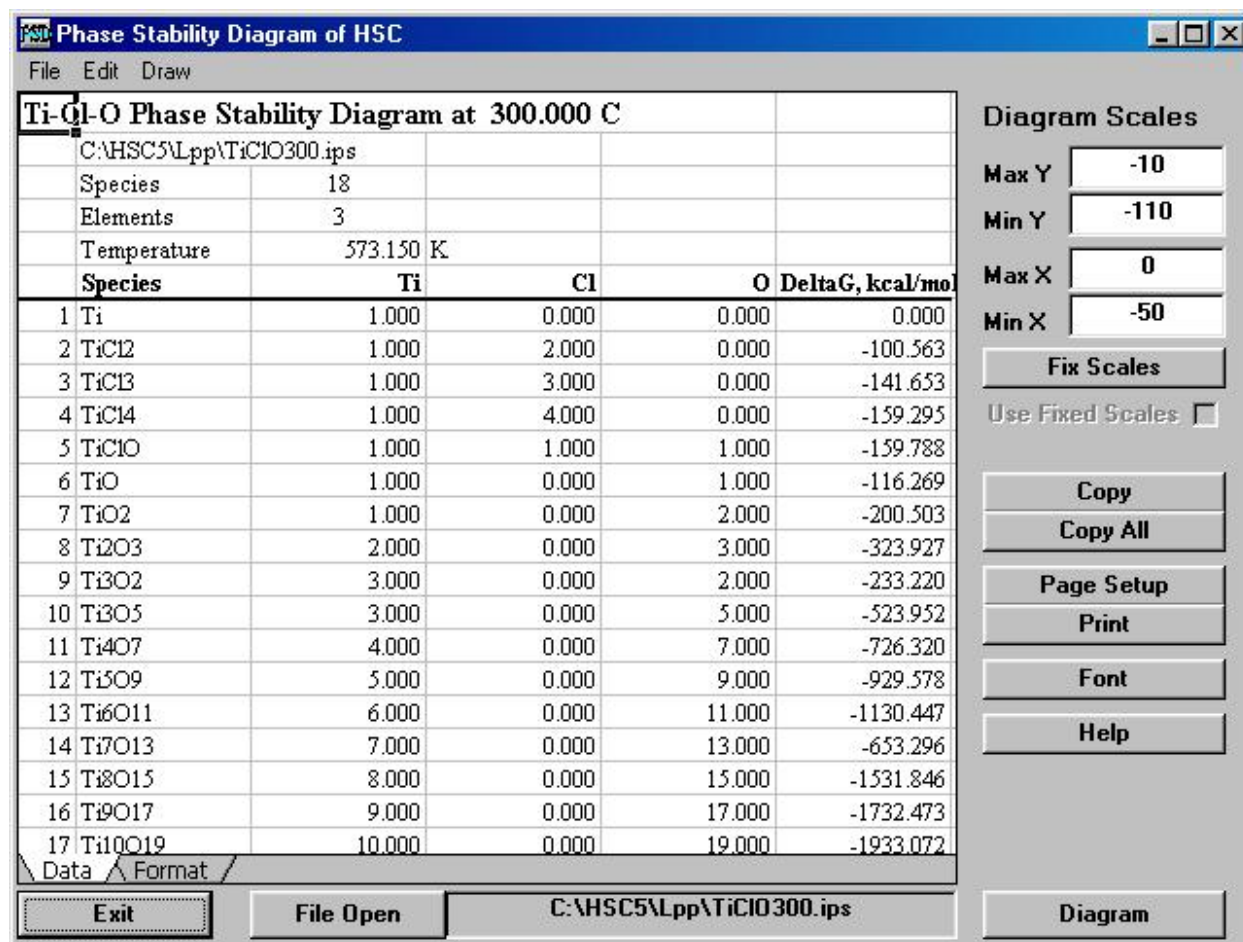 PSD Phase Stability Diagram of HSC
File Edit Draw
Ti-Cl-O Phase Stability Diagram at 300.000 C
C:\HSC5\Lpp\TiClO300.ips
Species 18
Elements 3
Temperature 573.150 K
Species Ti Cl O DeltaG, kcal/mol
1 Ti 1.000 0.000 0.000 0.000
2 TiCl2 1.000 2.000 0.000 -100.563
3 TiCl3 1.000 3.000 0.000 -141.653
4 TiCl4 1.000 4.000 0.000 -159.295
5 TiClO 1.000 1.000 1.000 -159.788
6 TiO 1.000 0.000 1.000 -116.269
7 TiO2 1.000 0.000 2.000 -200.503
8 Ti2O3 2.000 0.000 3.000 -323.927
9 Ti3O2 3.000 0.000 2.000 -233.220
10 Ti3O5 3.000 0.000 5.000 -523.952
11 Ti4O7 4.000 0.000 7.000 -726.320
12 Ti5O9 5.000 0.000 9.000 -929.578
13 Ti6O11 6.000 0.000 11.000 -1130.447
14 Ti7O13 7.000 0.000 13.000 -653.296
15 Ti8O15 8.000 0.000 15.000 -1531.846
16 Ti9O17 9.000 0.000 17.000 -1732.473
17 Ti10O19 10.000 0.000 19.000 -1933.072
Data Format
Diagram Scales
Max Y -10
Min Y -110
Max X 0
Min X -50
Fix Scales
Use Fixed Scales
Copy
Copy All
Page Setup
Print
Font
Help
Exit File Open C:\HSC5\Lpp\TiClO300.ips Diagram